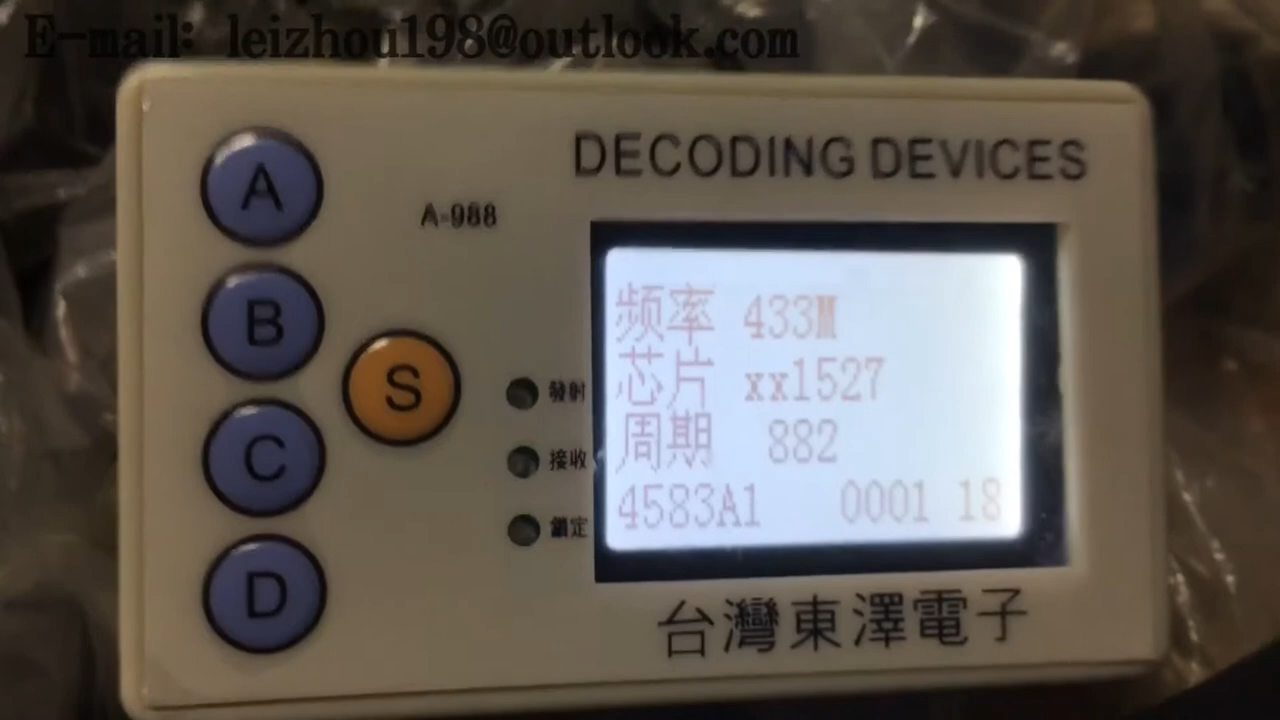 E-mail: leizhou198@outlook.com
DECODING DEVICES
A-988
A
B
C
D
S
發射
接收
鎖定
频率 433M
芯片 xx1527
周期 882
4583A1 0001 18
台灣東澤電子